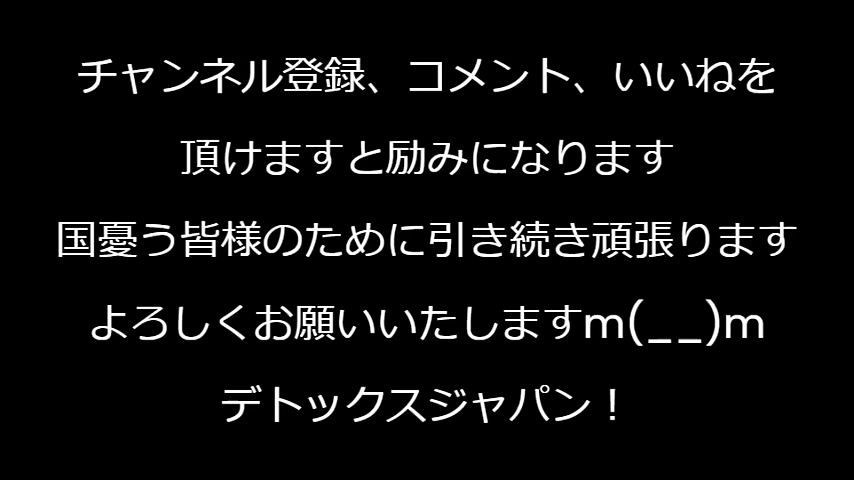 チャンネル登録、コメント、いいねを
頂けますと励みになります
国憂う皆様のために引き続き頑張ります
よろしくお願いいたしますm(__)m
デトックスジャパン！